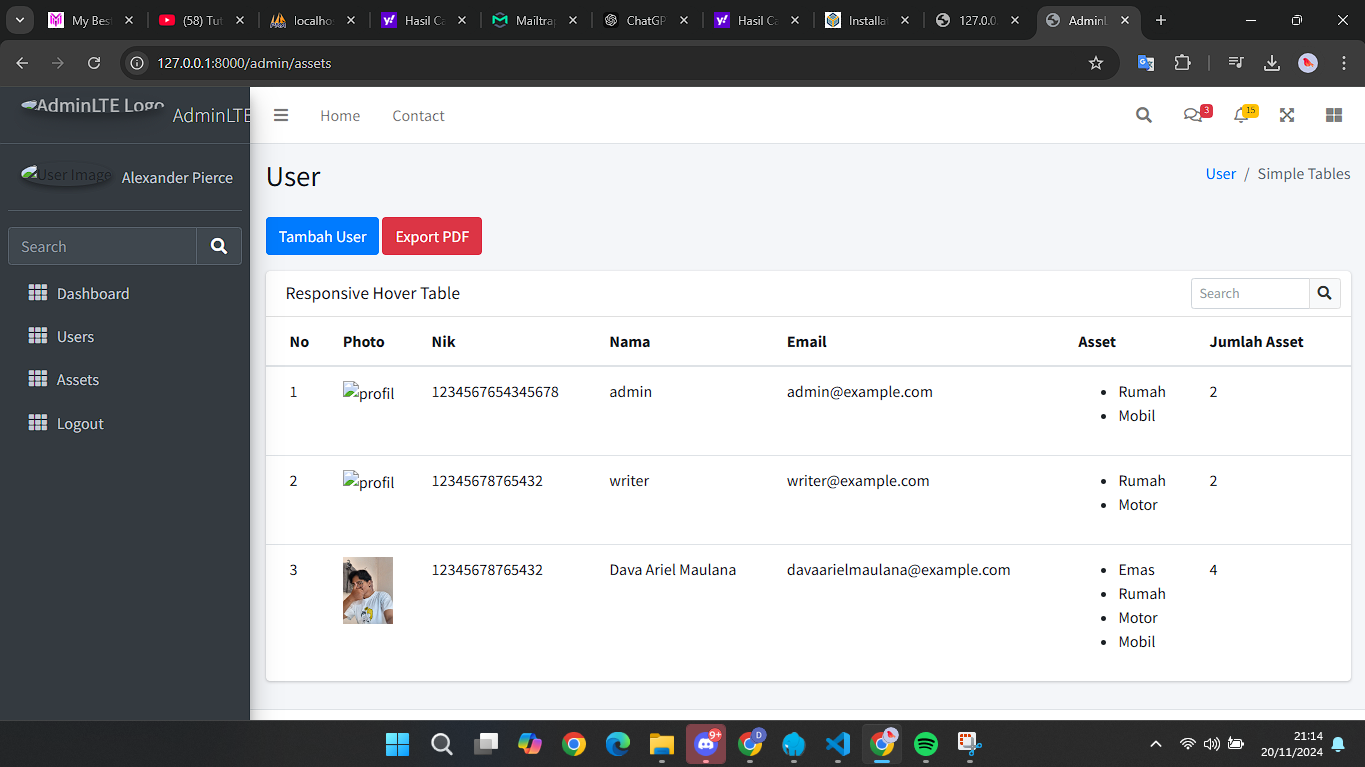 My Bes
(58) Tut
localhos
Hasil Ca
Mailtrap
ChatGP
Hasil Ca
Installat
127.0.0.
AdminL
127.0.0.1:8000/admin/assets
AdminLTE Logo AdminLTE
Home Contact
3
15
User Image Alexander Pierce
User
User / Simple Tables
Search
Tambah User Export PDF
Dashboard
Users
Assets
Logout
Responsive Hover Table
Search
No Photo Nik Nama Email Asset Jumlah Asset
1 profil 1234567654345678 admin admin@example.com Rumah 2
Mobil
2 profil 12345678765432 writer writer@example.com Rumah 2
Motor
3 12345678765432 Dava Ariel Maulana davaarielmaulana@example.com Emas 4
Rumah
Motor
Mobil
9+
D
21:14
20/11/2024